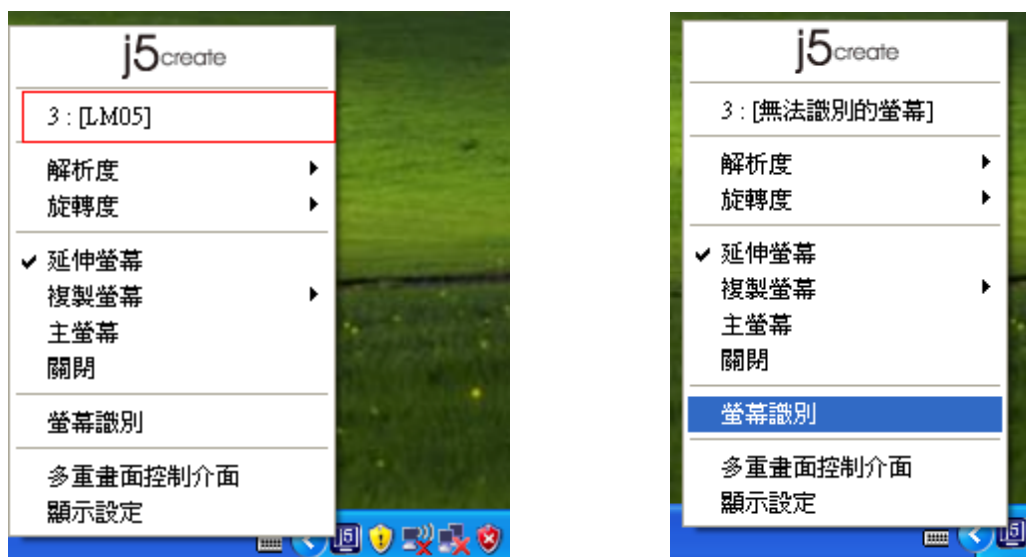 j5create
3 : [LM05]
解析度
旋轉度
延伸螢幕
複製螢幕
主螢幕
關閉
螢幕識別
多重畫面控制介面
顯示設定
j5
j5create
3 : [無法識別的螢幕]
解析度
旋轉度
延伸螢幕
複製螢幕
主螢幕
關閉
螢幕識別
多重畫面控制介面
顯示設定
j5